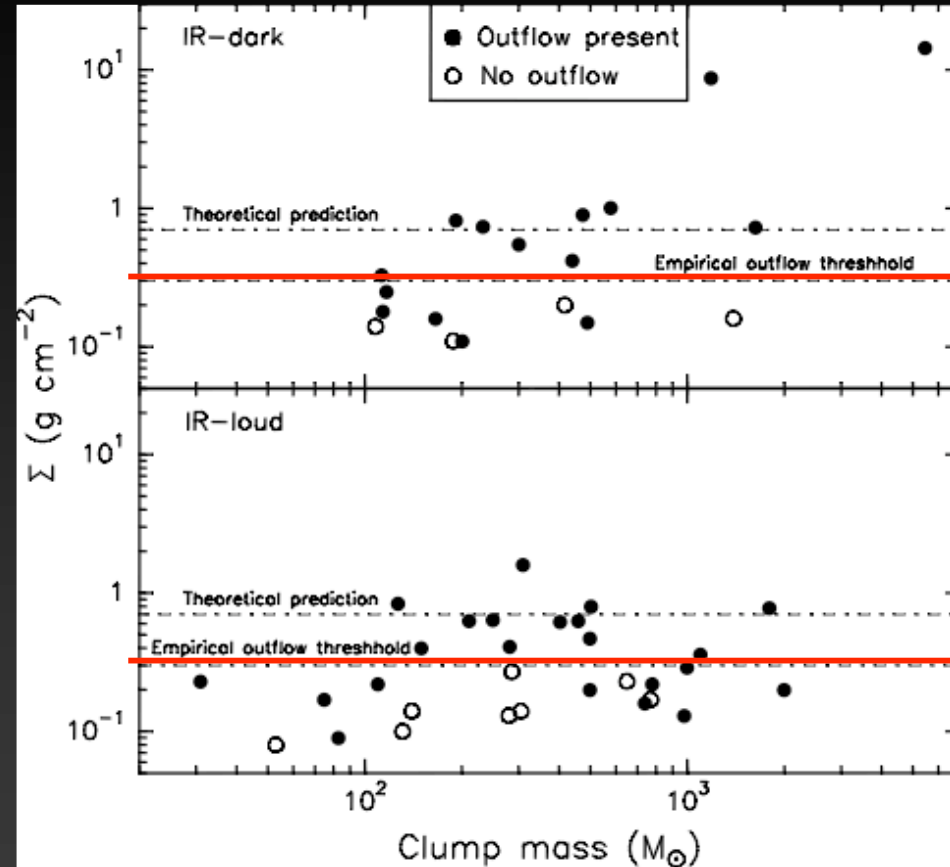 IR-dark
Outflow present
No outflow
10¹
1
10⁻¹
Theoretical prediction
Empirical outflow threshhold
Σ (g cm⁻²)
IR-loud
10¹
1
10⁻¹
Theoretical prediction
Empirical outflow threshhold
10²
10³
Clump mass (M⊙)